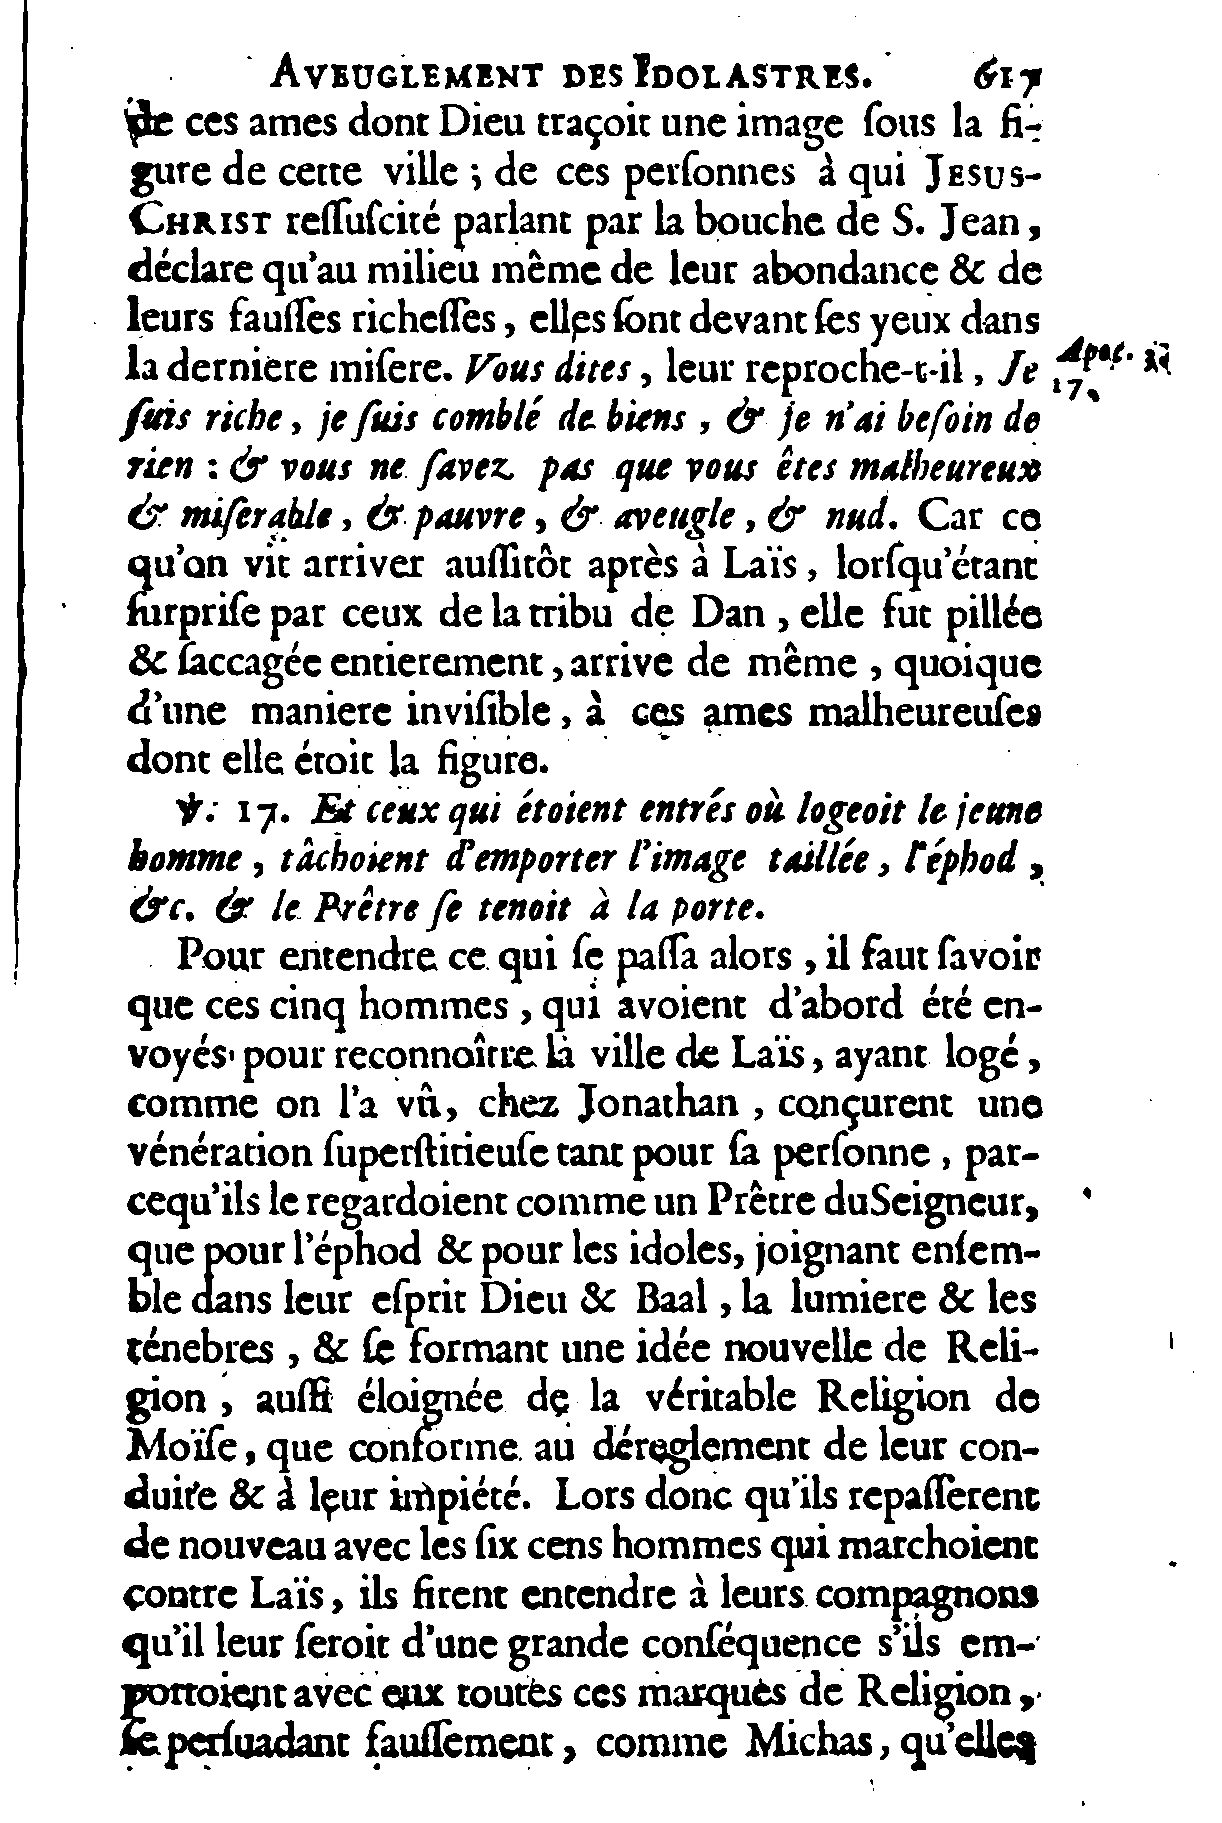 AVEUGLEMENT DES IDOLASTRES. 617
de ces ames dont Dieu traçoit une image ſous la fi-
gure de cette ville ; de ces perſonnes à qui JESUS-
CHRIST reſſuſcité parlant par la bouche de S. Jean,
déclare qu'au milieu même de leur abondance & de
leurs fauſſes richeſſes, elles ſont devant ſes yeux dans
la derniere miſere. Vous dites, leur reproche-t-il, Je
Apoc.
17.
ſuis riche, je ſuis comblé de biens, & je n'ai beſoin de
rien : & vous ne ſavez pas que vous êtes malheureux
& miſerable, & pauvre, & aveugle, & nud. Car ce
qu'on vit arriver auſſitôt après à Laïs, lorſqu'étant
ſurpriſe par ceux de la tribu de Dan, elle fut pillée
& ſaccagée entierement, arrive de même, quoique
d'une maniere inviſible, à ces ames malheureuſes
dont elle étoit la figure.
℣. 17. Et ceux qui étoient entrés où logeoit le jeune
homme, tâchoient d'emporter l'image taillée, l'éphod,
&c. & le Prêtre ſe tenoit à la porte.
Pour entendre ce qui ſe paſſa alors, il faut ſavoir
que ces cinq hommes, qui avoient d'abord été en-
voyés pour reconnoître la ville de Laïs, ayant logé,
comme on l'a vû, chez Jonathan, conçurent une
vénération ſuperſtitieuſe tant pour ſa perſonne, par-
cequ'ils le regardoient comme un Prêtre du Seigneur,
que pour l'éphod & pour les idoles, joignant enſem-
ble dans leur eſprit Dieu & Baal, la lumiere & les
ténebres, & ſe formant une idée nouvelle de Reli-
gion, auſſi éloignée de la véritable Religion de
Moïſe, que conforme au déreglement de leur con-
duite & à leur impiété. Lors donc qu'ils repaſſerent
de nouveau avec les ſix cens hommes qui marchoient
contre Laïs, ils firent entendre à leurs compagnons
qu'il leur ſeroit d'une grande conſéquence s'ils em-
portoient avec eux toutes ces marques de Religion,
ſe perſuadant fauſſement, comme Michas, qu'elles